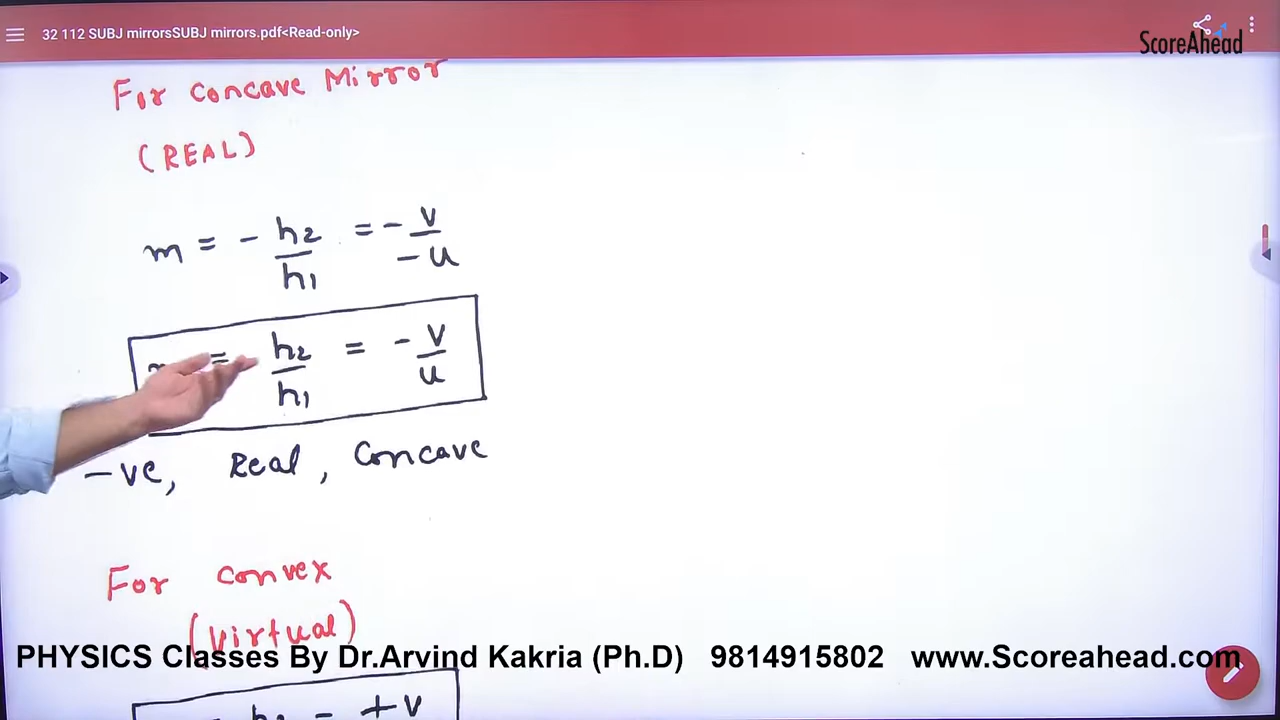 32 112 SUBJ mirrorsSUBJ mirrors.pdf<Read-only>
ScoreAhead
For Concave Mirror
(REAL)
m = - h2/h1 = - v/-u
= h2/h1 = - v/u
-ve, Real, Concave
For Convex
(Virtual)
PHYSICS Classes By Dr.Arvind Kakria (Ph.D) 9814915802 www.Scoreahead.com
= +v